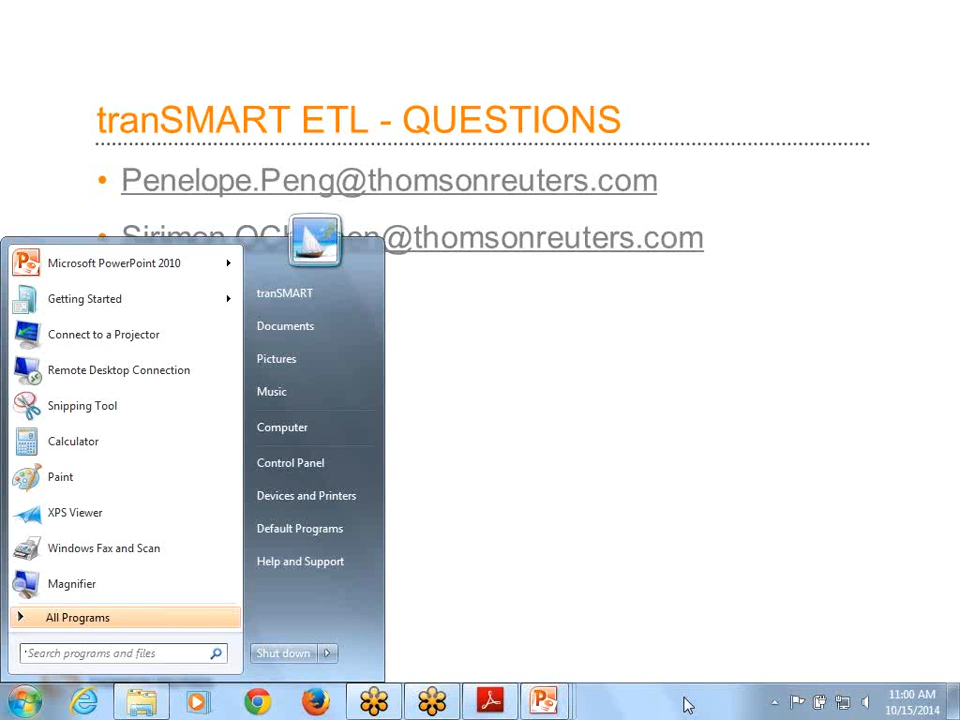 tranSMART ETL - QUESTIONS
• Penelope.Peng@thomsonreuters.com
• @thomsonreuters.com
Microsoft PowerPoint 2010
Getting Started
Connect to a Projector
Remote Desktop Connection
Snipping Tool
Calculator
Paint
XPS Viewer
Windows Fax and Scan
Magnifier
All Programs
Search programs and files
tranSMART
Documents
Pictures
Music
Computer
Control Panel
Devices and Printers
Default Programs
Help and Support
Shut down
11:00 AM
10/15/2014